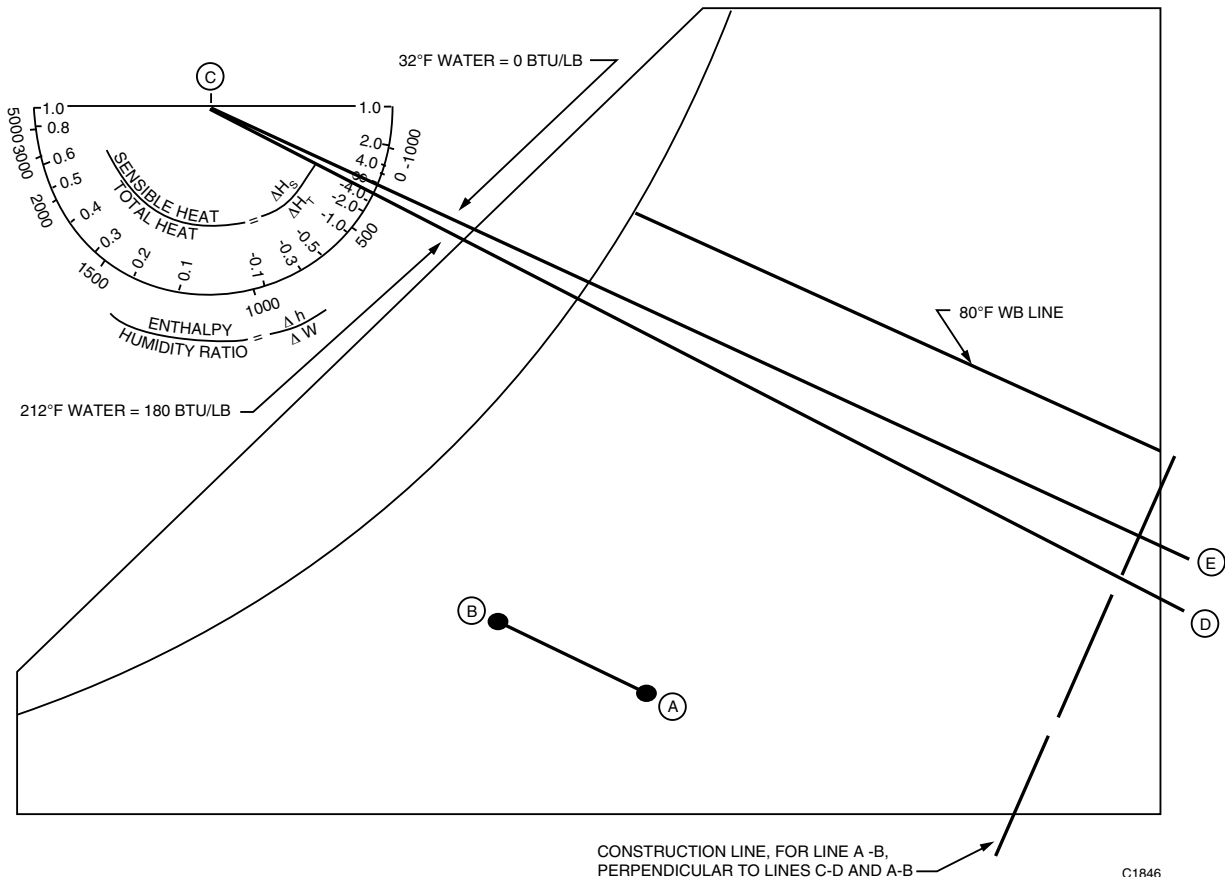 32°F WATER = 0 BTU/LB
C
1.0
1.0
5000
3000
2000
1500
1000
500
0
-1000
0.8
0.6
0.5
0.4
0.3
0.2
0.1
-0.1
-0.3
-0.5
-1.0
-2.0
-4.0
4.0
2.0
SENSIBLE HEAT
TOTAL HEAT
=
ΔHS
ΔHT
ENTHALPY
HUMIDITY RATIO
=
Δ h
Δ W
80°F WB LINE
212°F WATER = 180 BTU/LB
E
D
B
A
CONSTRUCTION LINE, FOR LINE A -B,
PERPENDICULAR TO LINES C-D AND A-B
C1846